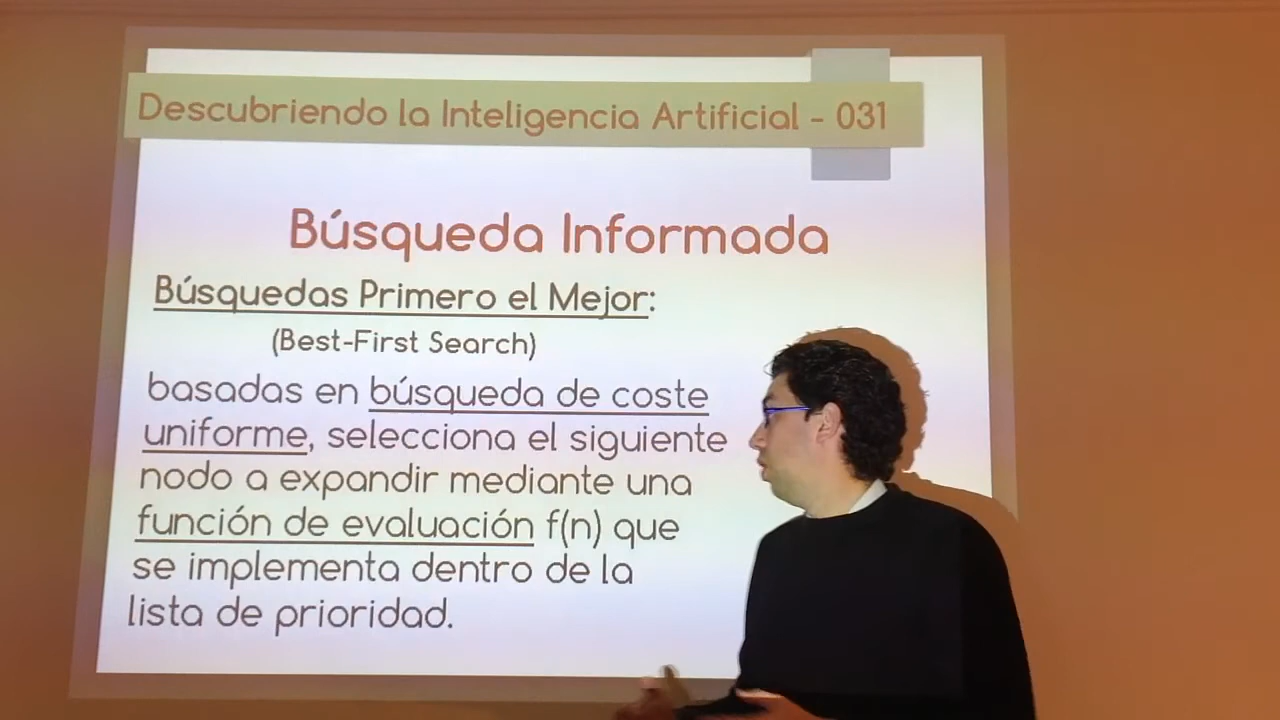 Descubriendo la Inteligencia Artificial - 031
Búsqueda Informada
Búsquedas Primero el Mejor:
(Best-First Search)
basadas en búsqueda de coste
uniforme, selecciona el siguiente
nodo a expandir mediante una
función de evaluación f(n) que
se implementa dentro de la
lista de prioridad.